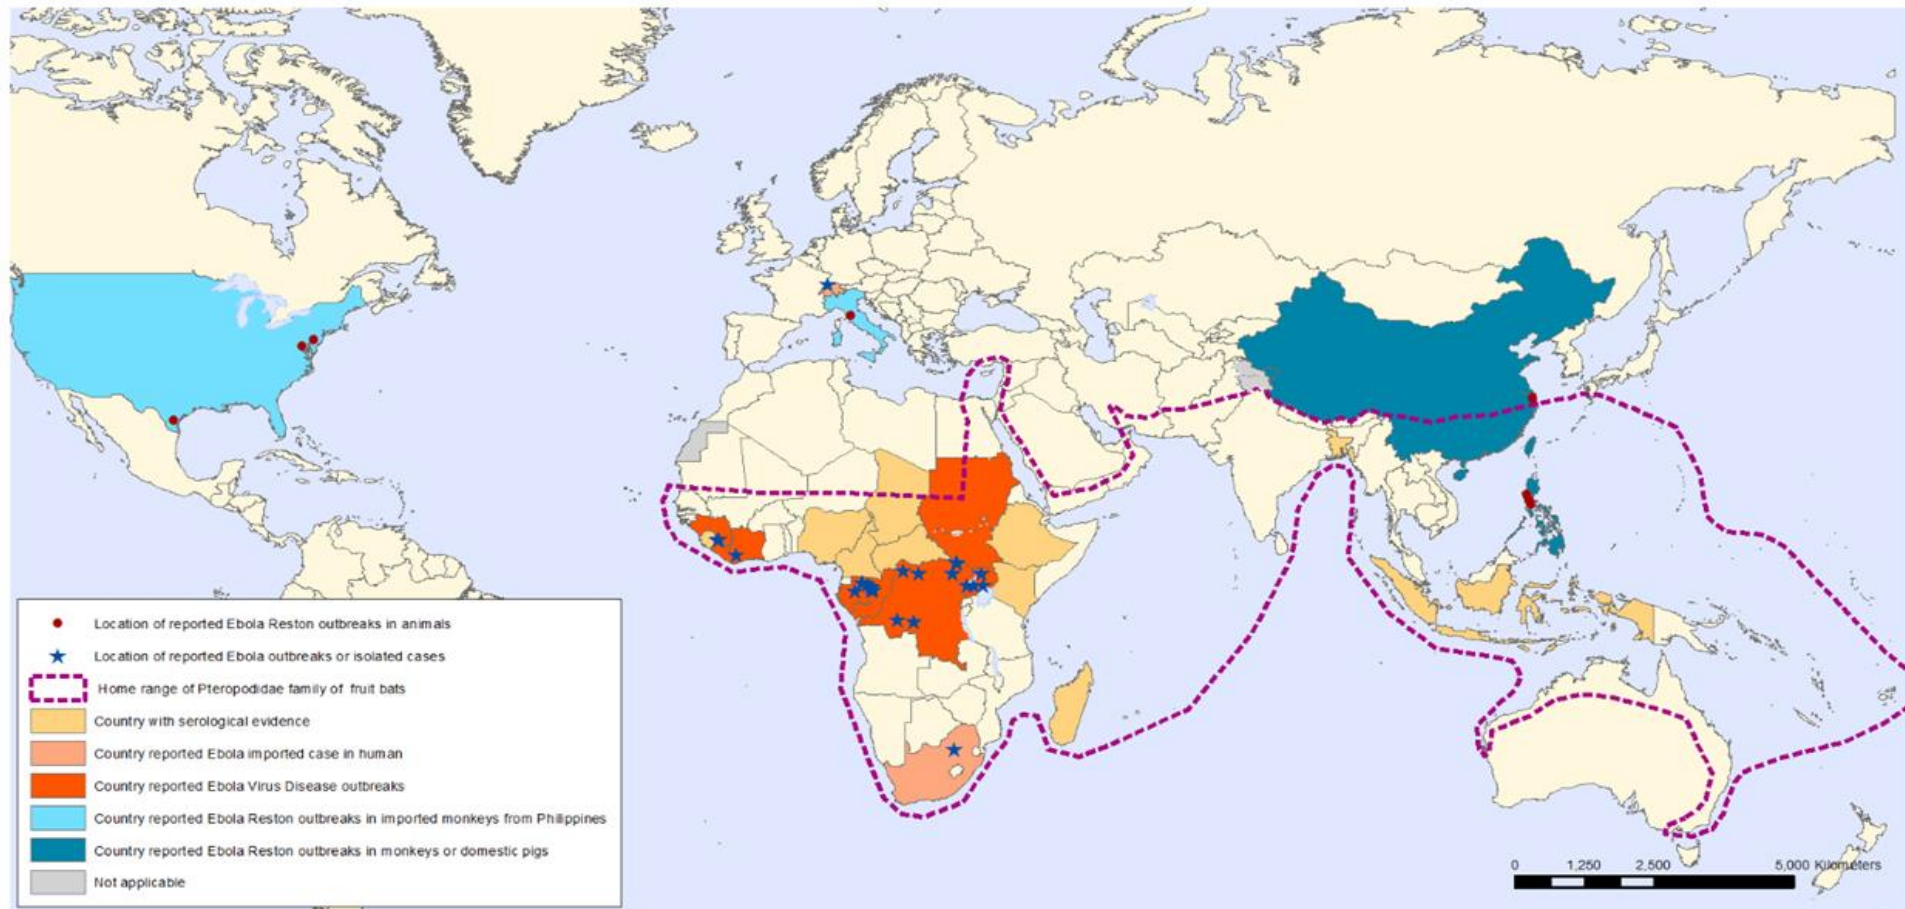 Location of reported Ebola Reston outbreaks in animals
Location of reported Ebola outbreaks or isolated cases
Home range of Pteropodidae family of fruit bats
Country with serological evidence
Country reported Ebola imported case in human
Country reported Ebola Virus Disease outbreaks
Country reported Ebola Reston outbreaks in imported monkeys from Philippines
Country reported Ebola Reston outbreaks in monkeys or domestic pigs
Not applicable
0 1,250 2,500 5,000 Kilometers